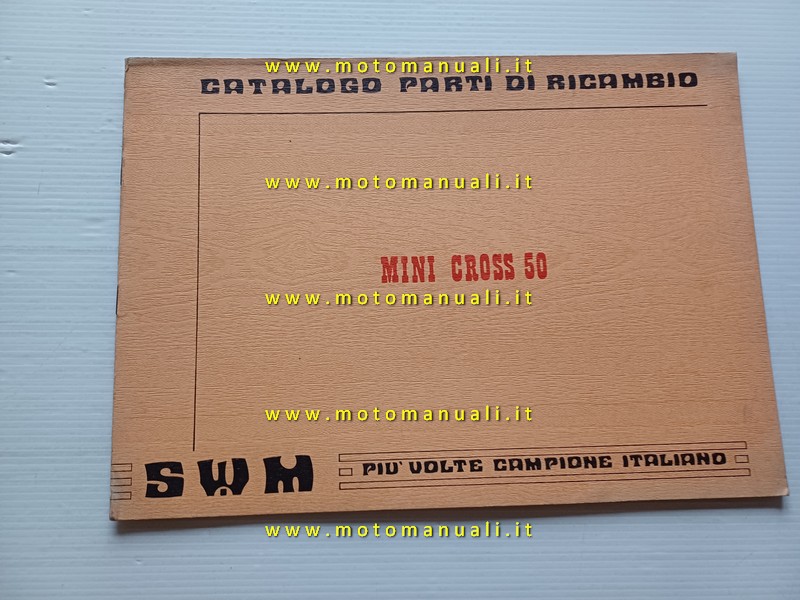 www.motomanuali.it
CATALOGO PARTI DI RICAMBIO
www.motomanuali.it
MINI CROSS 50
www.motomanuali.it
www.motomanuali.it
SWM PIU' VOLTE CAMPIONE ITALIANO
www.motomanuali.it